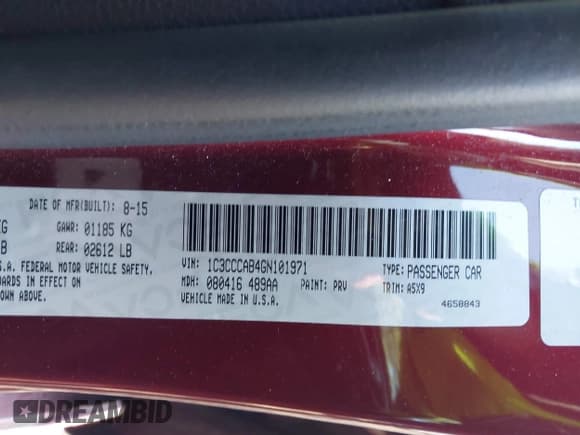 DATE OF MFR(BUILT): 8-15
KG GAWR: 01185 KG
B REAR: 02612 LB
S.A. FEDERAL MOTOR VEHICLE SAFETY.
ARDS IN EFFECT ON
OWN ABOVE.
VIN: 1C3CCCAB4GN101971
TYPE: PASSENGER CAR
MDH: 080416 489AA PAINT: PRV TRIM: A5X9
VEHICLE MADE IN U.S.A.
4658843
DREAMBID